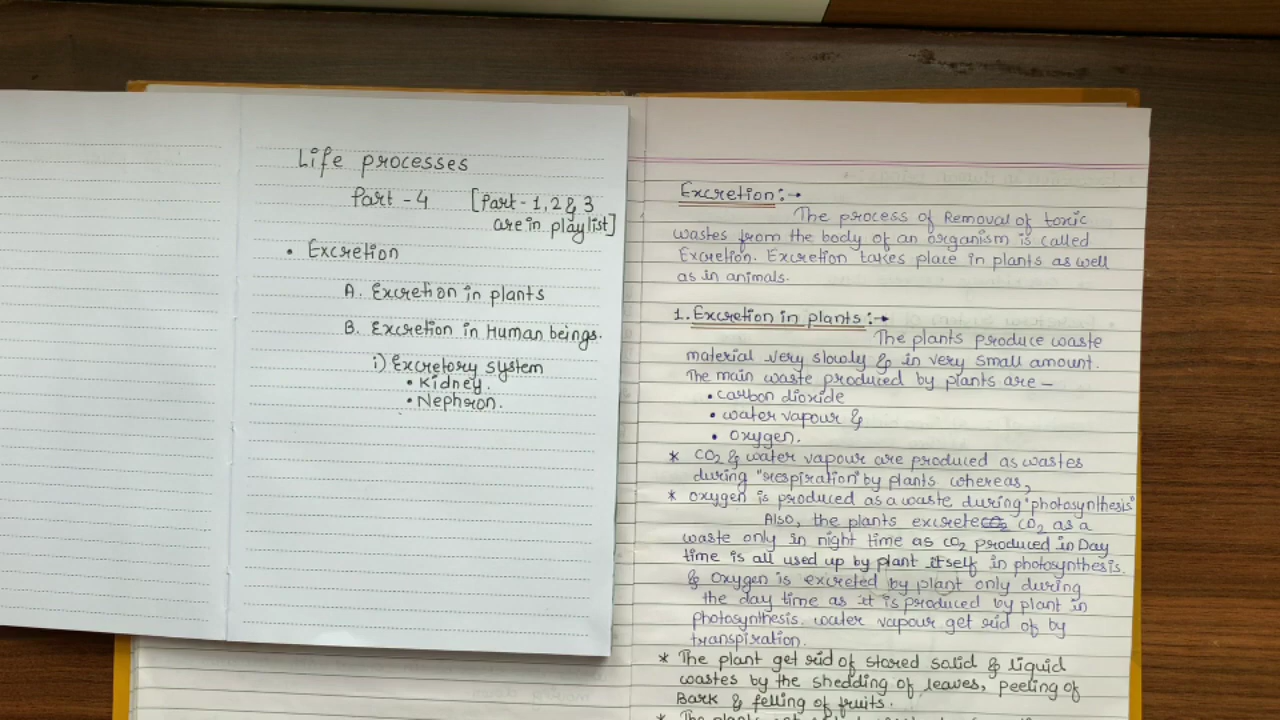 Life processes
Part - 4 [Part - 1, 2 & 3
are in playlist]
• Excretion
A. Excretion in plants
B. Excretion in Human beings.
i) Excretory system
• Kidney.
• Nephron.
Excretion:→
The process of Removal of toxic
wastes from the body of an organism is called
Excretion. Excretion takes place in plants as well
as in animals.
1. Excretion in plants:→
The plants produce waste
material very slowly & in very small amount.
The main waste produced by plants are –
• carbon dioxide
• water vapour &
• oxygen.
* CO2 & water vapour are produced as wastes
during "respiration" by plants whereas,
* oxygen is produced as a waste during "photosynthesis"
Also, the plants excrete CO2 as a
waste only in night time as CO2 produced in Day
time is all used up by plant itself in photosynthesis.
& Oxygen is excreted by plant only during
the day time as it is produced by plant in
photosynthesis. water vapour get rid of by
transpiration.
* The plant get rid of stored solid & liquid
wastes by the shedding of leaves, peeling of
Bark & felling of fruits.
* The plants